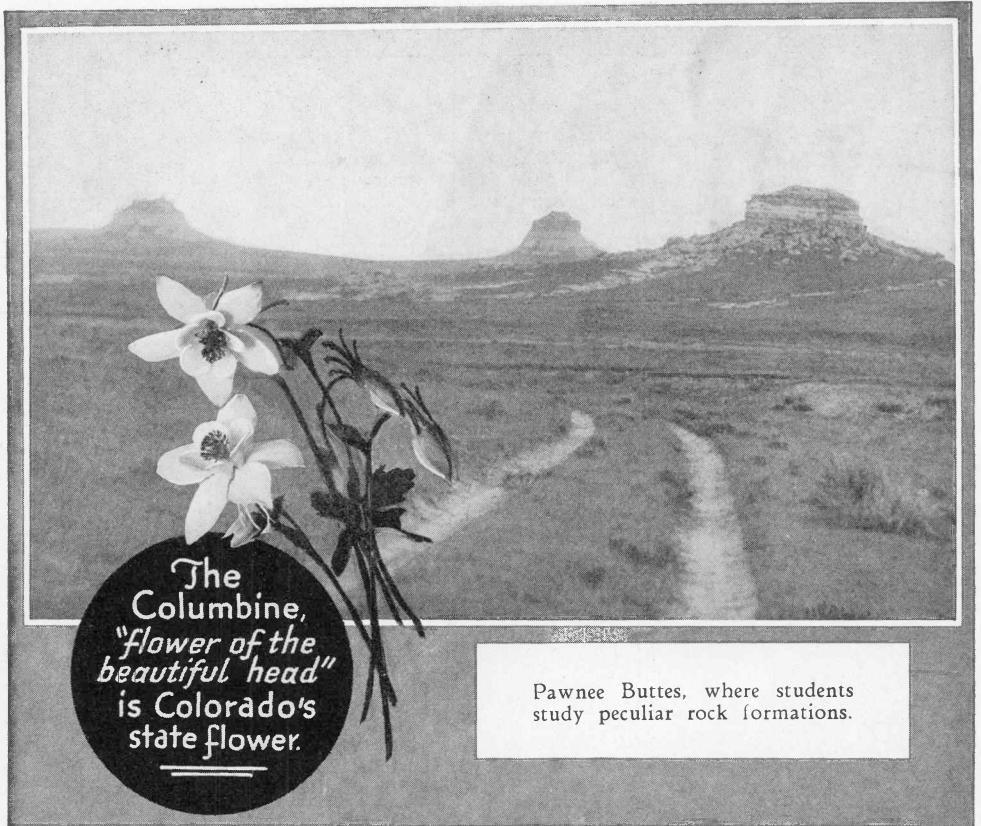 The
Columbine,
"flower of the
beautiful head"
is Colorado's
state flower.
Pawnee Buttes, where students
study peculiar rock formations.